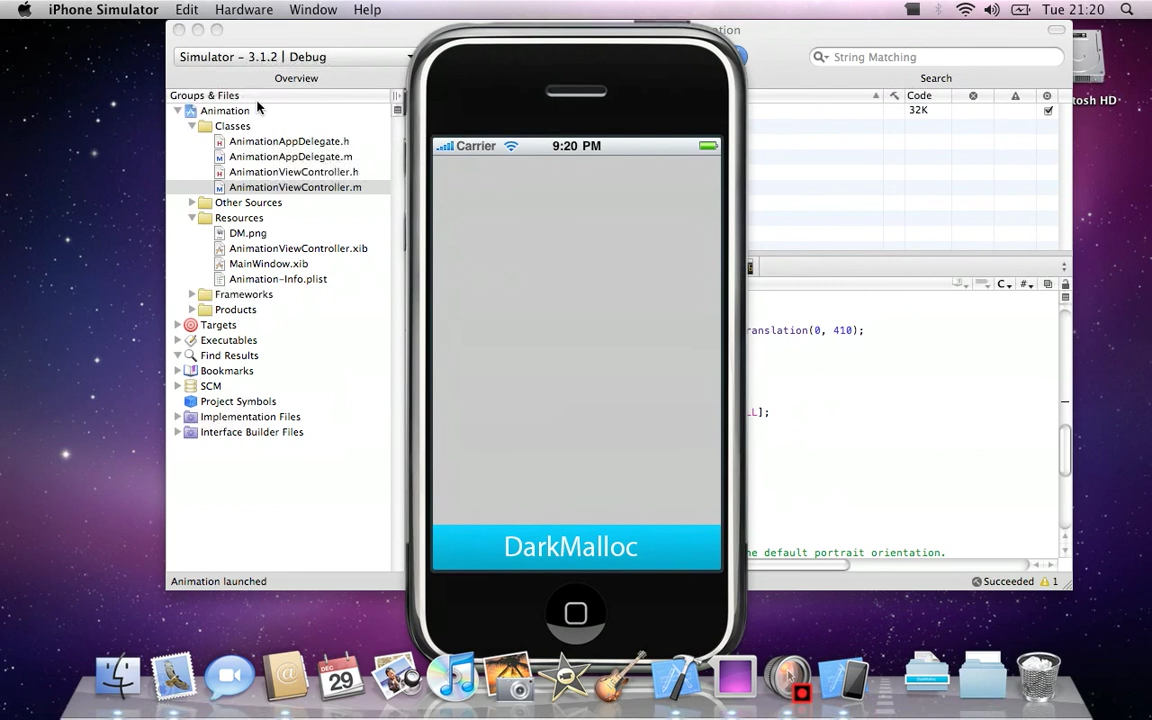 iPhone Simulator Edit Hardware Window Help Tue 21:20
Simulator – 3.1.2 | Debug
String Matching
Overview
Search
Groups & Files
Code
Animation
32K
Classes
AnimationAppDelegate.h
AnimationAppDelegate.m
AnimationViewController.h
AnimationViewController.m
Other Sources
Resources
DM.png
AnimationViewController.xib
MainWindow.xib
Animation-Info.plist
Frameworks
Products
Targets
Executables
Find Results
Bookmarks
SCM
Project Symbols
Implementation Files
Interface Builder Files
Animation launched
Carrier 9:20 PM
DarkMalloc
C
#
ranslation(0, 410);
LL];
e default portrait orientation.
Succeeded 1
tosh HD
DEC
29